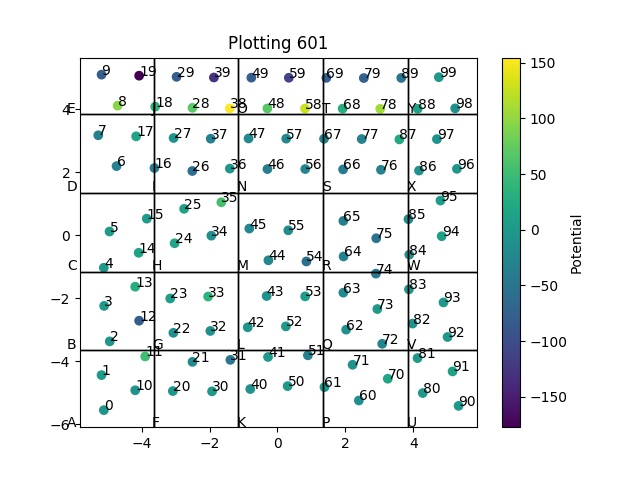 Plotting 601
9 19 29 39 49 59 69 79 89 99
8 18 28 38 48 58 68 78 88 98
4 E J O T Y
7 17 27 37 47 57 67 77 87 97
6 16 26 36 46 56 66 76 86 96
2
D I N S X
5 15 25 35 45 55 65 75 85 95
0
4 14 24 34 44 54 64 74 84 94
C H M R W
3 13 23 33 43 53 63 73 83 93
−2
2 12 22 32 42 52 62 72 82 92
B G L Q V
−4
1 11 21 31 41 51 61 71 81 91
0 10 20 30 40 50 60 70 80 90
−6 A F K P U
−4 −2 0 2 4
150
100
50
0
−50
−100
−150
Potential